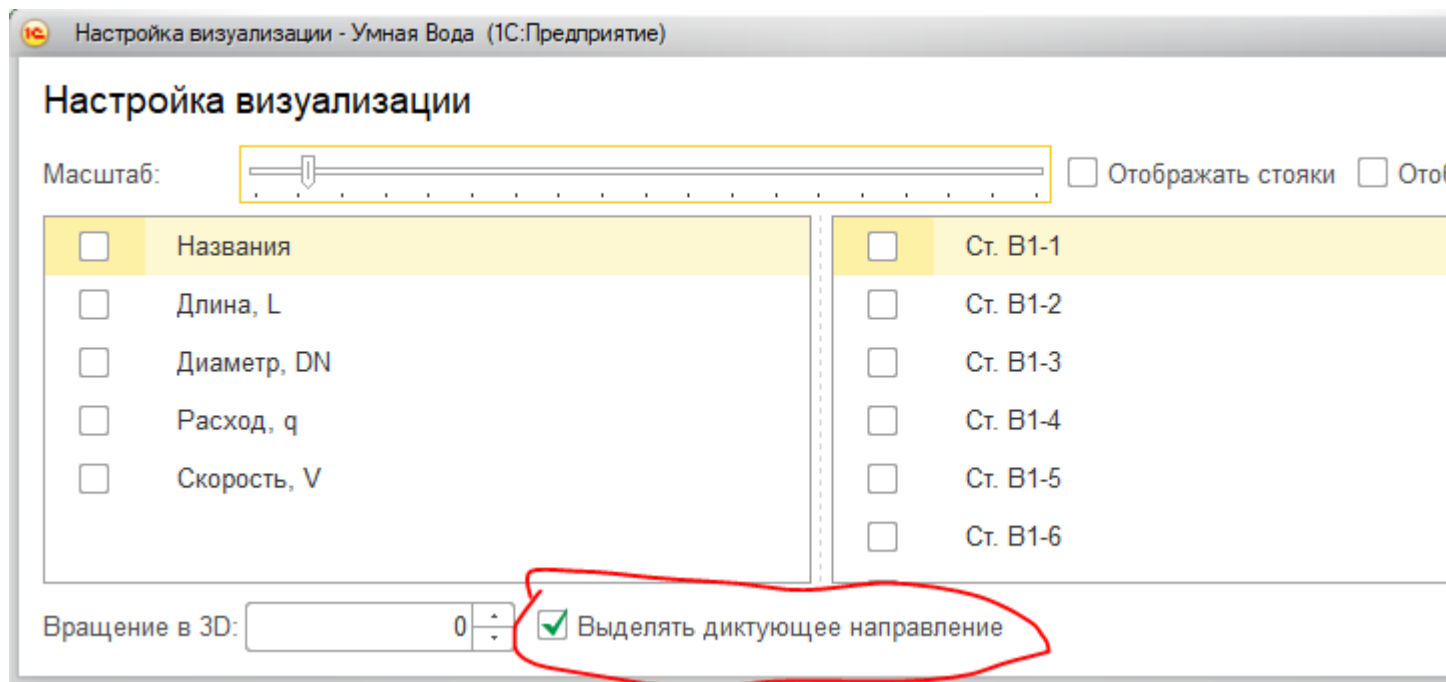 1С Настройка визуализации - Умная Вода (1С:Предприятие)
Настройка визуализации
Масштаб: Отображать стояки
Названия Ст. В1-1
Длина, L Ст. В1-2
Диаметр, DN Ст. В1-3
Расход, q Ст. В1-4
Скорость, V Ст. В1-5
Ст. В1-6
Вращение в 3D: 0 Выделять диктующее направление